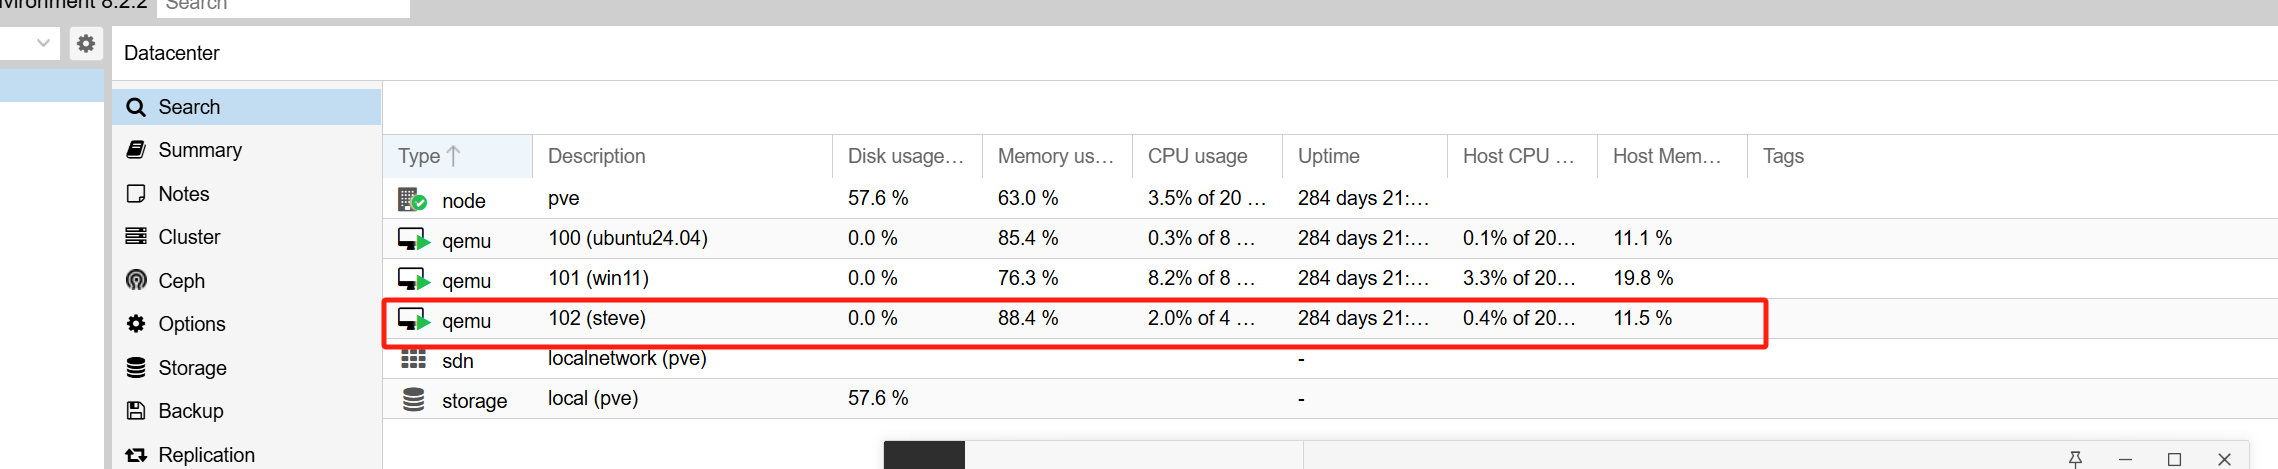 vironment 8.2.2 Search
Datacenter
Search
Summary
Notes
Cluster
Ceph
Options
Storage
Backup
Replication
Type Description Disk usage... Memory us... CPU usage Uptime Host CPU ... Host Mem... Tags
node pve 57.6 % 63.0 % 3.5% of 20 ... 284 days 21:...
qemu 100 (ubuntu24.04) 0.0 % 85.4 % 0.3% of 8 ... 284 days 21:... 0.1% of 20... 11.1 %
qemu 101 (win11) 0.0 % 76.3 % 8.2% of 8 ... 284 days 21:... 3.3% of 20... 19.8 %
qemu 102 (steve) 0.0 % 88.4 % 2.0% of 4 ... 284 days 21:... 0.4% of 20... 11.5 %
sdn localnetwork (pve) -
storage local (pve) 57.6 % -